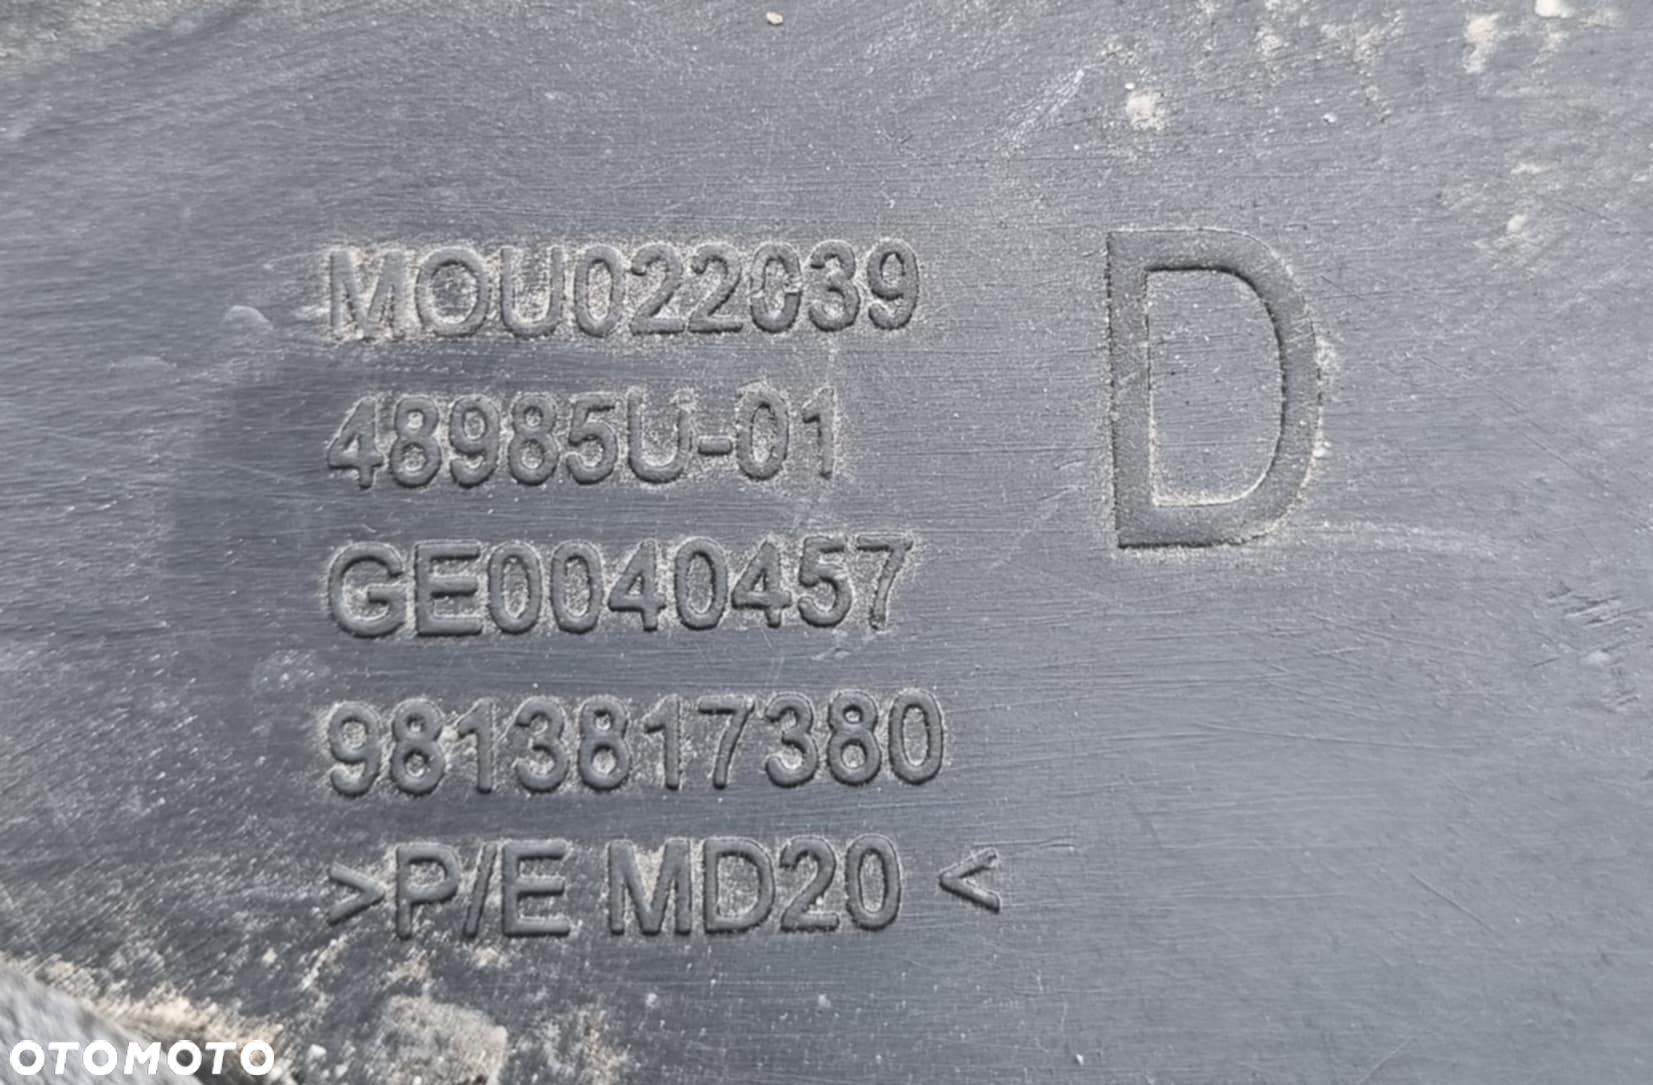 MOU022039
48985U-01
GE0040457
9813817380
>P/E MD20 <
D
OTOMOTO